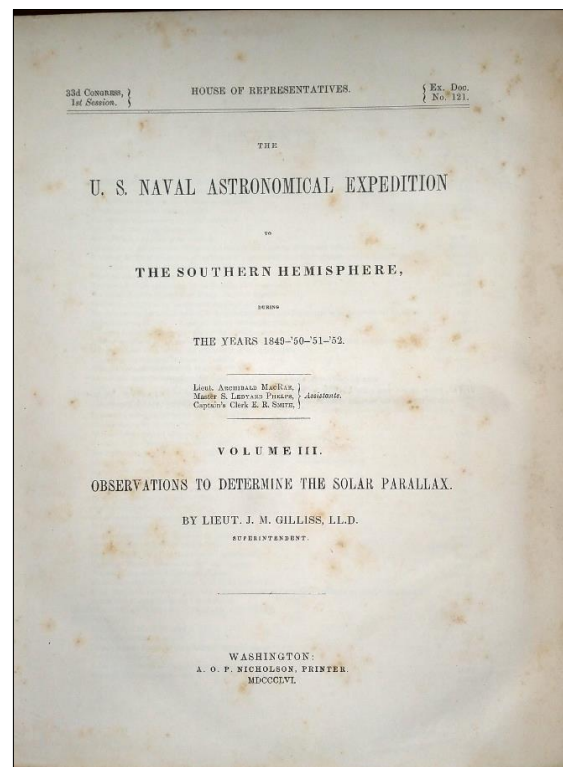 33d Congress, } HOUSE OF REPRESENTATIVES. { Ex. Doc.
1st Session. } { No. 121.
THE
U. S. NAVAL ASTRONOMICAL EXPEDITION
TO
THE SOUTHERN HEMISPHERE,
DURING
THE YEARS 1849-'50-'51-'52.
Lieut. Archibald MacRae,
Master S. Ledyard Phelps, } Assistants.
Captain's Clerk E. R. Smith,
VOLUME III.
OBSERVATIONS TO DETERMINE THE SOLAR PARALLAX.
BY LIEUT. J. M. GILLISS, LL.D.
SUPERINTENDENT.
WASHINGTON:
A. O. P. NICHOLSON, PRINTER.
MDCCCLVI.